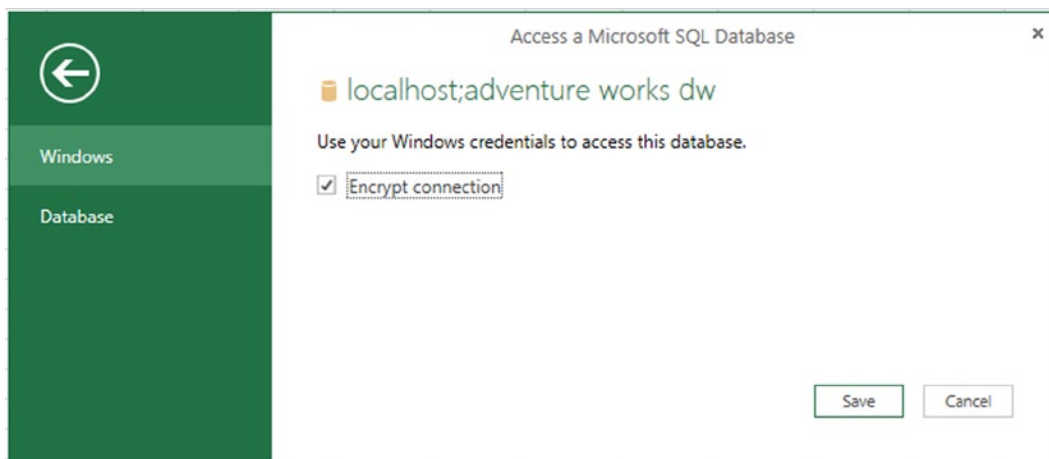 Access a Microsoft SQL Database
localhost;adventure works dw
Use your Windows credentials to access this database.
Windows
Encrypt connection
Database
Save
Cancel